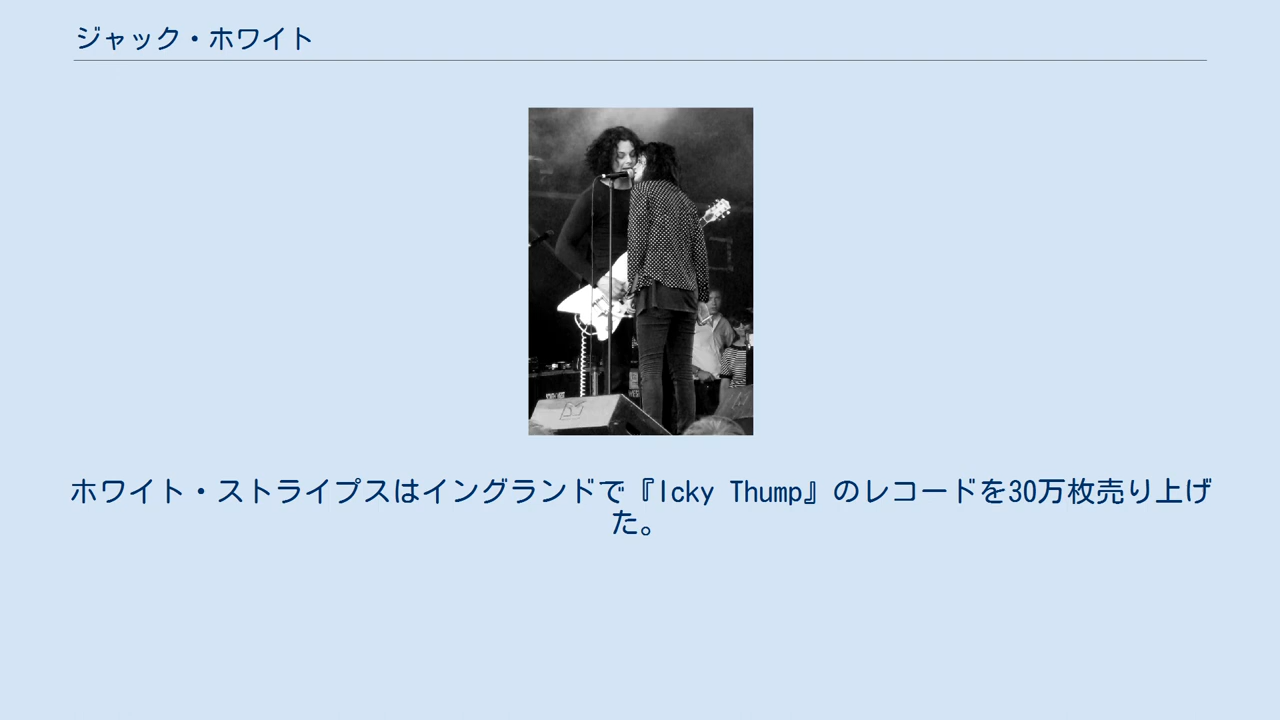 ジャック・ホワイト
ホワイト・ストライプスはイングランドで『Icky Thump』のレコードを30万枚売り上げ
た。